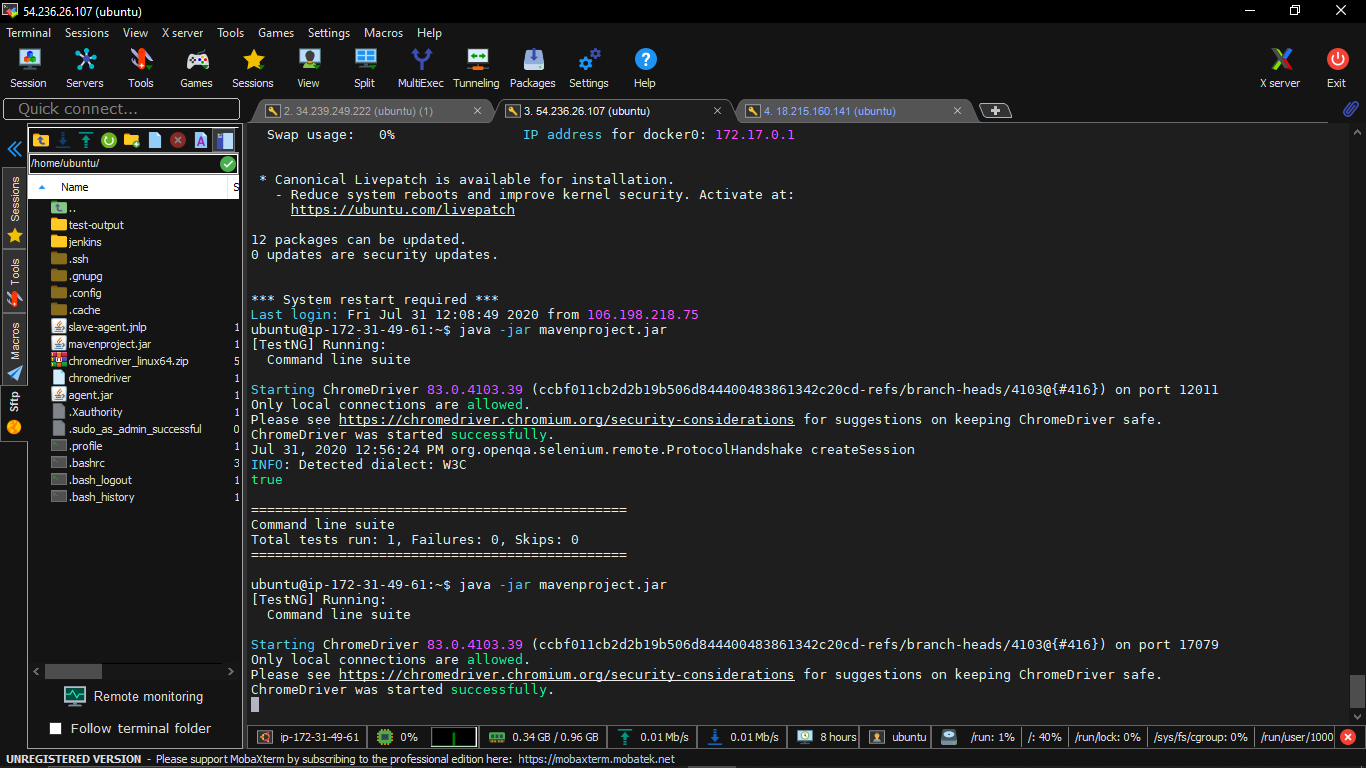 54.236.26.107 (ubuntu)
Terminal Sessions View X server Tools Games Settings Macros Help
Session Servers Tools Games Sessions View Split MultiExec Tunneling Packages Settings Help X server Exit
Quick connect...
2. 34.239.249.222 (ubuntu) (1)
3. 54.236.26.107 (ubuntu)
4. 18.215.160.141 (ubuntu)
Sessions
Tools
Macros
Sftp
/home/ubuntu/
Name S
..
test-output
jenkins
.ssh
.gnupg
.config
.cache
slave-agent.jnlp 1
mavenproject.jar 1
chromedriver_linux64.zip 5
chromedriver 1
agent.jar 1
.Xauthority 1
.sudo_as_admin_successful 0
.profile 1
.bashrc 3
.bash_logout 1
.bash_history 1
Remote monitoring
Follow terminal folder
Swap usage: 0% IP address for docker0: 172.17.0.1
* Canonical Livepatch is available for installation.
- Reduce system reboots and improve kernel security. Activate at:
https://ubuntu.com/livepatch
12 packages can be updated.
0 updates are security updates.
*** System restart required ***
Last login: Fri Jul 31 12:08:49 2020 from 106.198.218.75
ubuntu@ip-172-31-49-61:~$ java -jar mavenproject.jar
[TestNG] Running:
Command line suite
Starting ChromeDriver 83.0.4103.39 (ccbf011cb2d2b19b506d844400483861342c20cd-refs/branch-heads/4103@{#416}) on port 12011
Only local connections are allowed.
Please see https://chromedriver.chromium.org/security-considerations for suggestions on keeping ChromeDriver safe.
ChromeDriver was started successfully.
Jul 31, 2020 12:56:24 PM org.openqa.selenium.remote.ProtocolHandshake createSession
INFO: Detected dialect: W3C
true
===============================================
Command line suite
Total tests run: 1, Failures: 0, Skips: 0
===============================================
ubuntu@ip-172-31-49-61:~$ java -jar mavenproject.jar
[TestNG] Running:
Command line suite
Starting ChromeDriver 83.0.4103.39 (ccbf011cb2d2b19b506d844400483861342c20cd-refs/branch-heads/4103@{#416}) on port 17079
Only local connections are allowed.
Please see https://chromedriver.chromium.org/security-considerations for suggestions on keeping ChromeDriver safe.
ChromeDriver was started successfully.
ip-172-31-49-61 0% 0.34 GB / 0.96 GB 0.01 Mb/s 0.01 Mb/s 8 hours ubuntu /run: 1% /: 40% /run/lock: 0% /sys/fs/cgroup: 0% /run/user/1000
UNREGISTERED VERSION - Please support MobaXterm by subscribing to the professional edition here: https://mobaxterm.mobatek.net